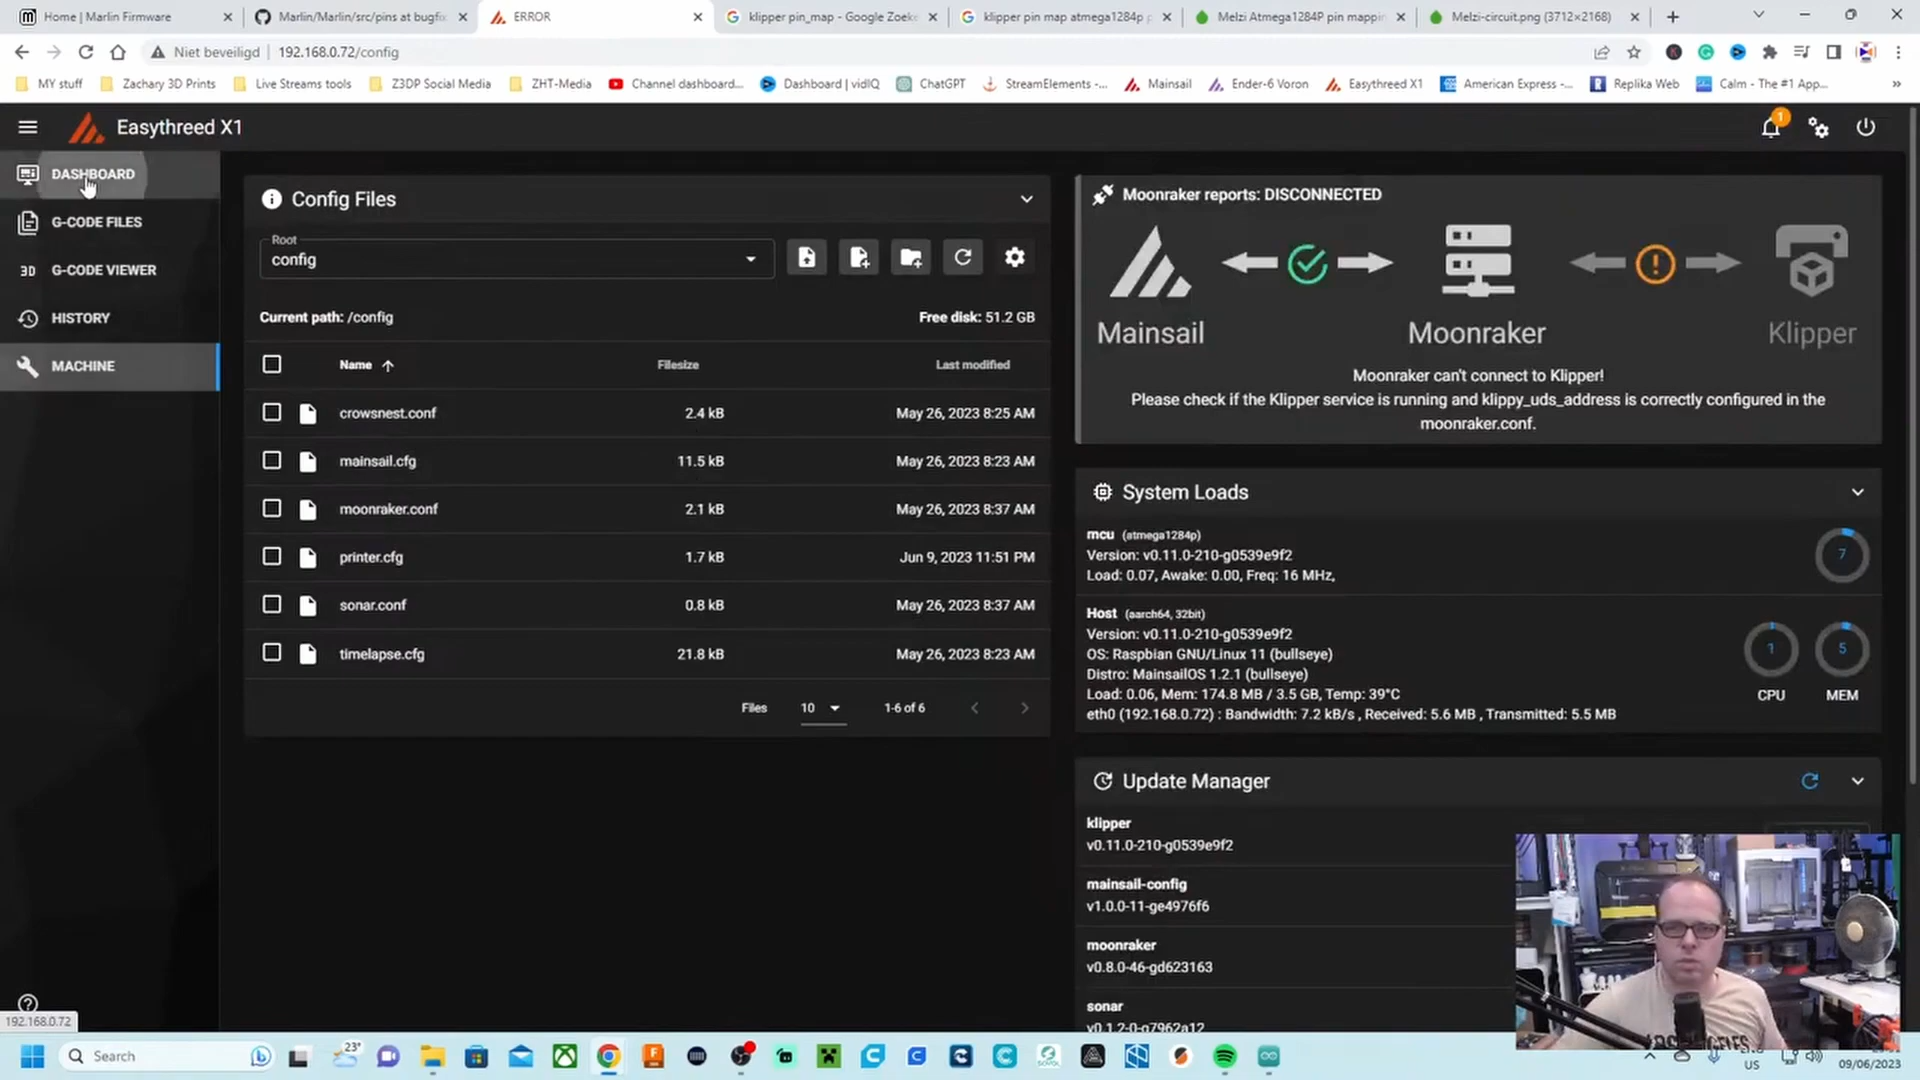 Home | Marlin Firmware
Marlin/Marlin/src/pins at bugfix
ERROR
klipper pin_map - Google Zoeke
klipper pin map atmega1284p p
Melzi Atmega1284P pin mappin
Melzi-circuit.png (3712×2168)
Niet beveiligd
192.168.0.72/config
MY stuff
Zachary 3D Prints
Live Streams tools
Z3DP Social Media
ZHT-Media
Channel dashboard...
Dashboard | vidIQ
ChatGPT
StreamElements -...
Mainsail
Ender-6 Voron
Easythreed X1
American Express -...
Replika Web
Calm - The #1 App...
Easythreed X1
1
DASHBOARD
G-CODE FILES
3D G-CODE VIEWER
HISTORY
MACHINE
Config Files
Root
config
Current path: /config
Free disk: 51.2 GB
Name
Filesize
Last modified
crowsnest.conf 2.4 kB May 26, 2023 8:25 AM
mainsail.cfg 11.5 kB May 26, 2023 8:23 AM
moonraker.conf 2.1 kB May 26, 2023 8:37 AM
printer.cfg 1.7 kB Jun 9, 2023 11:51 PM
sonar.conf 0.8 kB May 26, 2023 8:37 AM
timelapse.cfg 21.8 kB May 26, 2023 8:23 AM
Files 10 1-6 of 6
Moonraker reports: DISCONNECTED
Mainsail
Moonraker
Klipper
Moonraker can't connect to Klipper!
Please check if the Klipper service is running and klippy_uds_address is correctly configured in the
moonraker.conf.
System Loads
mcu (atmega1284p)
Version: v0.11.0-210-g0539e9f2
Load: 0.07, Awake: 0.00, Freq: 16 MHz,
7
Host (aarch64, 32bit)
Version: v0.11.0-210-g0539e9f2
OS: Raspbian GNU/Linux 11 (bullseye)
Distro: MainsailOS 1.2.1 (bullseye)
Load: 0.06, Mem: 174.8 MB / 3.5 GB, Temp: 39°C
eth0 (192.168.0.72) : Bandwidth: 7.2 kB/s , Received: 5.6 MB , Transmitted: 5.5 MB
1
5
CPU
MEM
Update Manager
klipper
v0.11.0-210-g0539e9f2
mainsail-config
v1.0.0-11-ge4976f6
moonraker
v0.8.0-46-gd623163
sonar
v0.1.2-0-g7962a12
192.168.0.72
Search
23°
US
09/06/2023